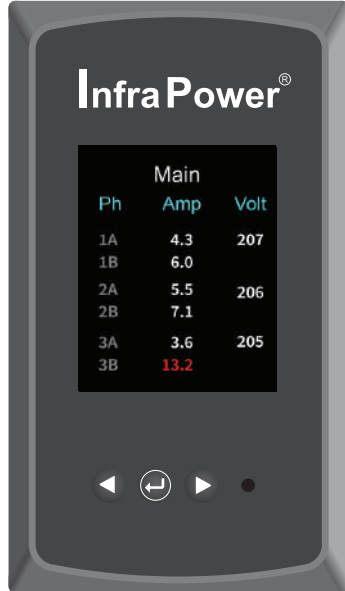 InfraPower®
Main
Ph Amp Volt
1A 4.3 207
1B 6.0
2A 5.5 206
2B 7.1
3A 3.6 205
3B 13.2